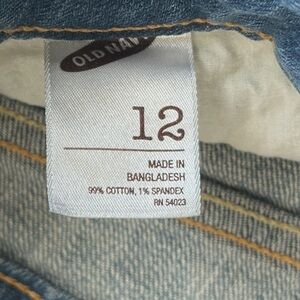 OLD NAVY
12
MADE IN
BANGLADESH
99% COTTON, 1% SPANDEX
RN 54023